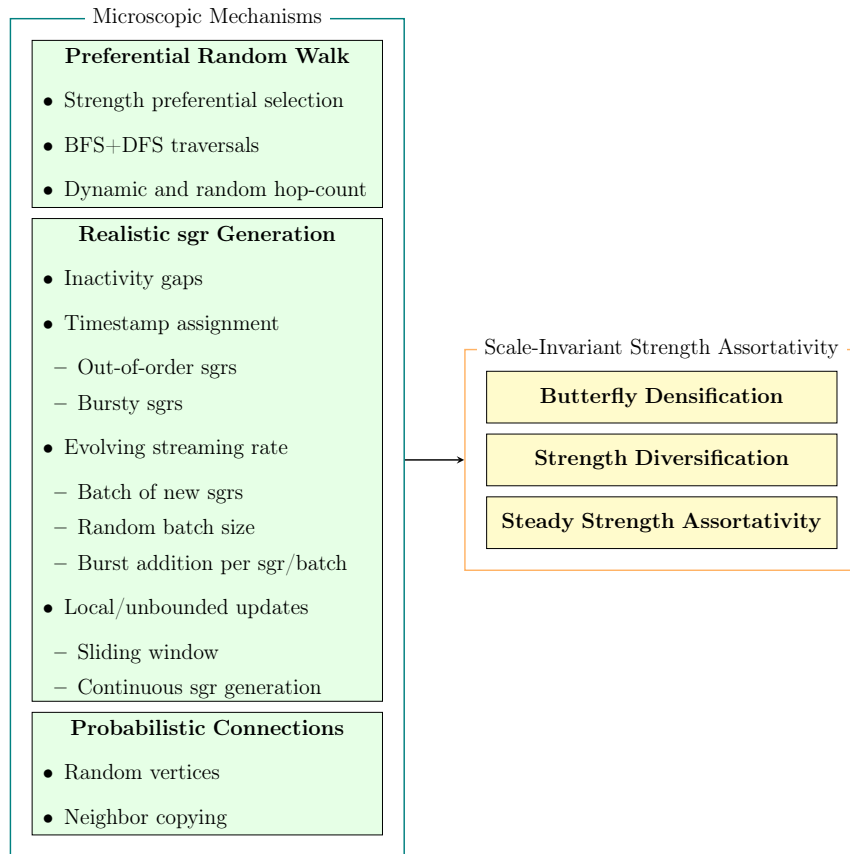 Microscopic Mechanisms
Preferential Random Walk
• Strength preferential selection
• BFS+DFS traversals
• Dynamic and random hop-count
Realistic sgr Generation
• Inactivity gaps
• Timestamp assignment
– Out-of-order sgrs
– Bursty sgrs
• Evolving streaming rate
– Batch of new sgrs
– Random batch size
– Burst addition per sgr/batch
• Local/unbounded updates
– Sliding window
– Continuous sgr generation
Probabilistic Connections
• Random vertices
• Neighbor copying
Scale-Invariant Strength Assortativity
Butterfly Densification
Strength Diversification
Steady Strength Assortativity